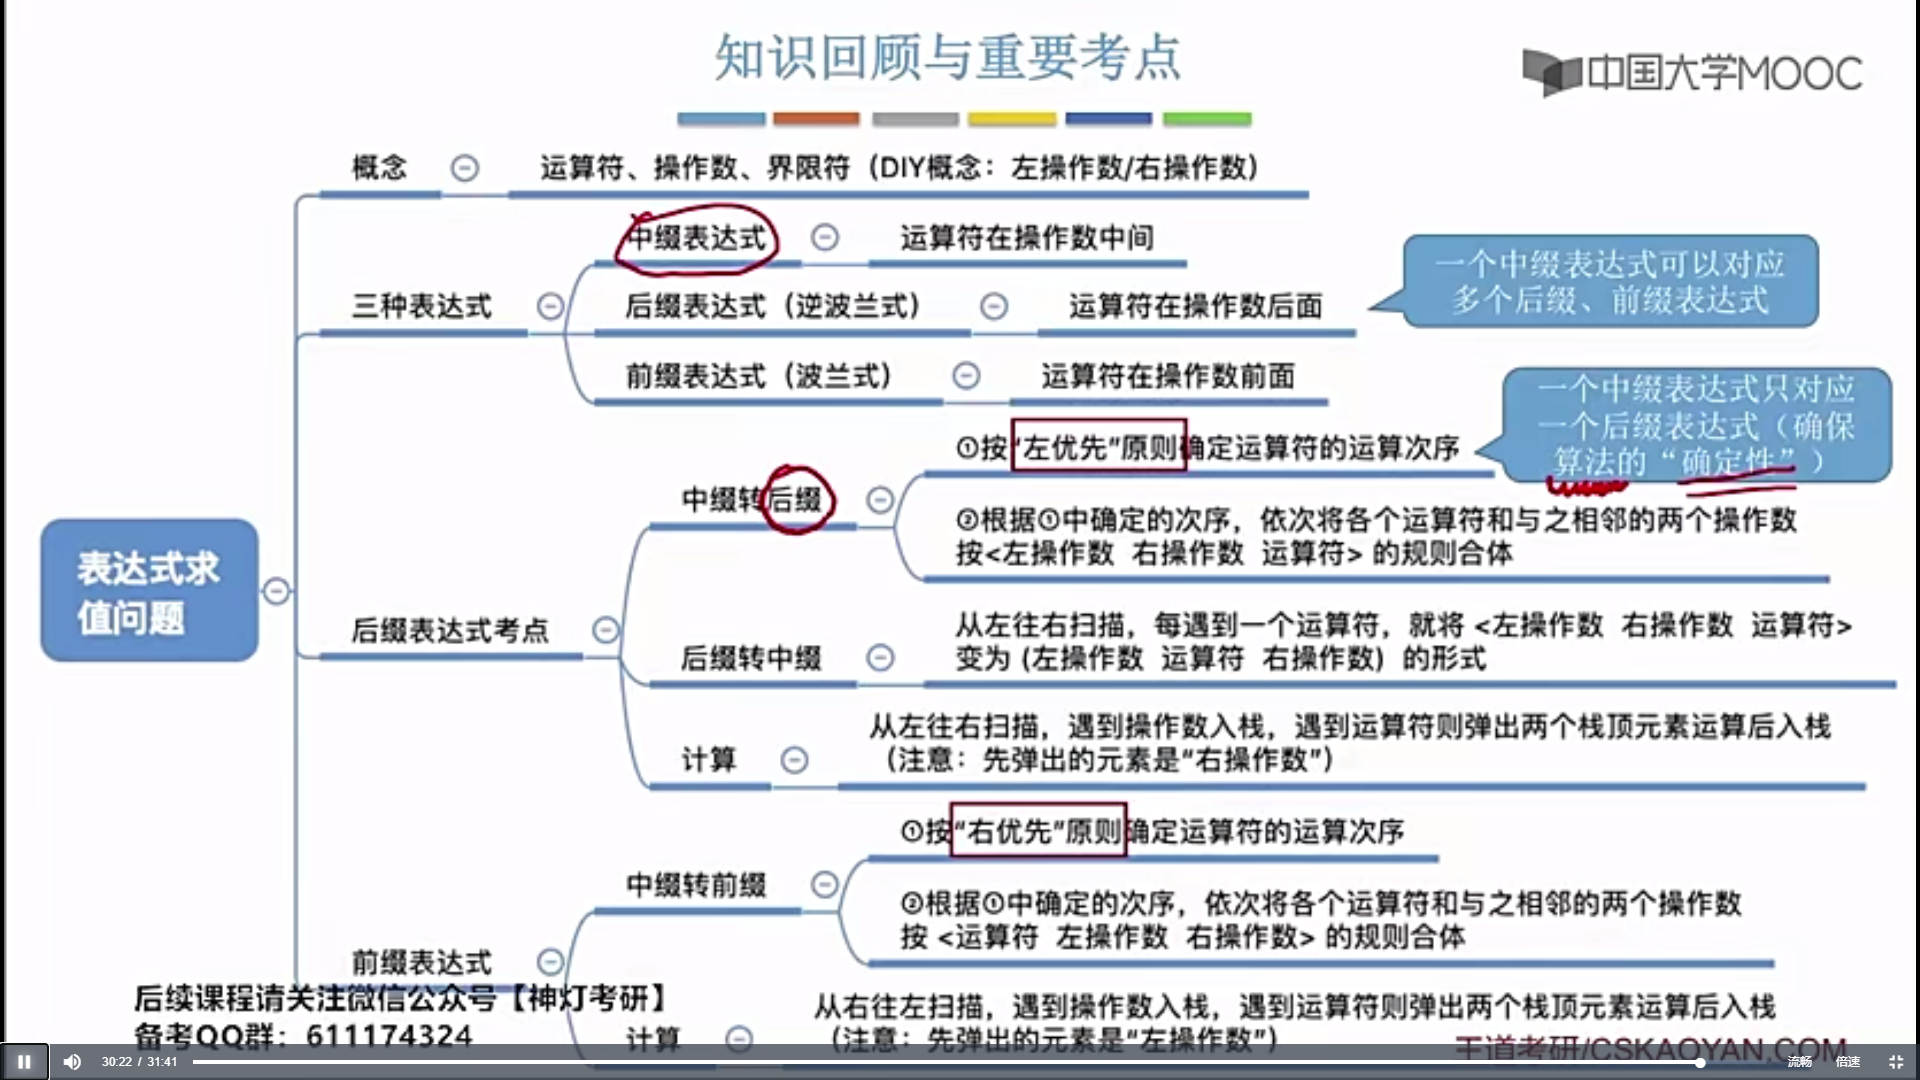 知识回顾与重要考点
中国大学MOOC
概念
运算符、操作数、界限符（DIY概念：左操作数/右操作数）
中缀表达式
运算符在操作数中间
一个中缀表达式可以对应
多个后缀、前缀表达式
三种表达式
后缀表达式（逆波兰式）
运算符在操作数后面
前缀表达式（波兰式）
运算符在操作数前面
一个中缀表达式只对应
一个后缀表达式（确保
算法的“确定性”）
①按“左优先”原则确定运算符的运算次序
中缀转后缀
②根据①中确定的次序，依次将各个运算符和与之相邻的两个操作数
按<左操作数 右操作数 运算符> 的规则合体
表达式求
值问题
后缀表达式考点
从左往右扫描，每遇到一个运算符，就将 <左操作数 右操作数 运算符>
变为 (左操作数 运算符 右操作数) 的形式
后缀转中缀
从左往右扫描，遇到操作数入栈，遇到运算符则弹出两个栈顶元素运算后入栈
（注意：先弹出的元素是“右操作数”）
计算
①按“右优先”原则确定运算符的运算次序
中缀转前缀
②根据①中确定的次序，依次将各个运算符和与之相邻的两个操作数
按 <运算符 左操作数 右操作数> 的规则合体
前缀表达式
后续课程请关注微信公众号【神灯考研】
备考QQ群：611174324
计算
从右往左扫描，遇到操作数入栈，遇到运算符则弹出两个栈顶元素运算后入栈
（注意：先弹出的元素是“左操作数”）
王道考研/CSKAOYAN.COM
30:22 / 31:41
流畅
倍速